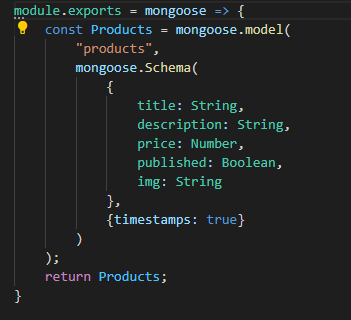 module.exports = mongoose => {
    const Products = mongoose.model(
        "products",
        mongoose.Schema(
            {
                title: String,
                description: String,
                price: Number,
                published: Boolean,
                img: String
            },
            {timestamps: true}
        )
    );
    return Products;
}